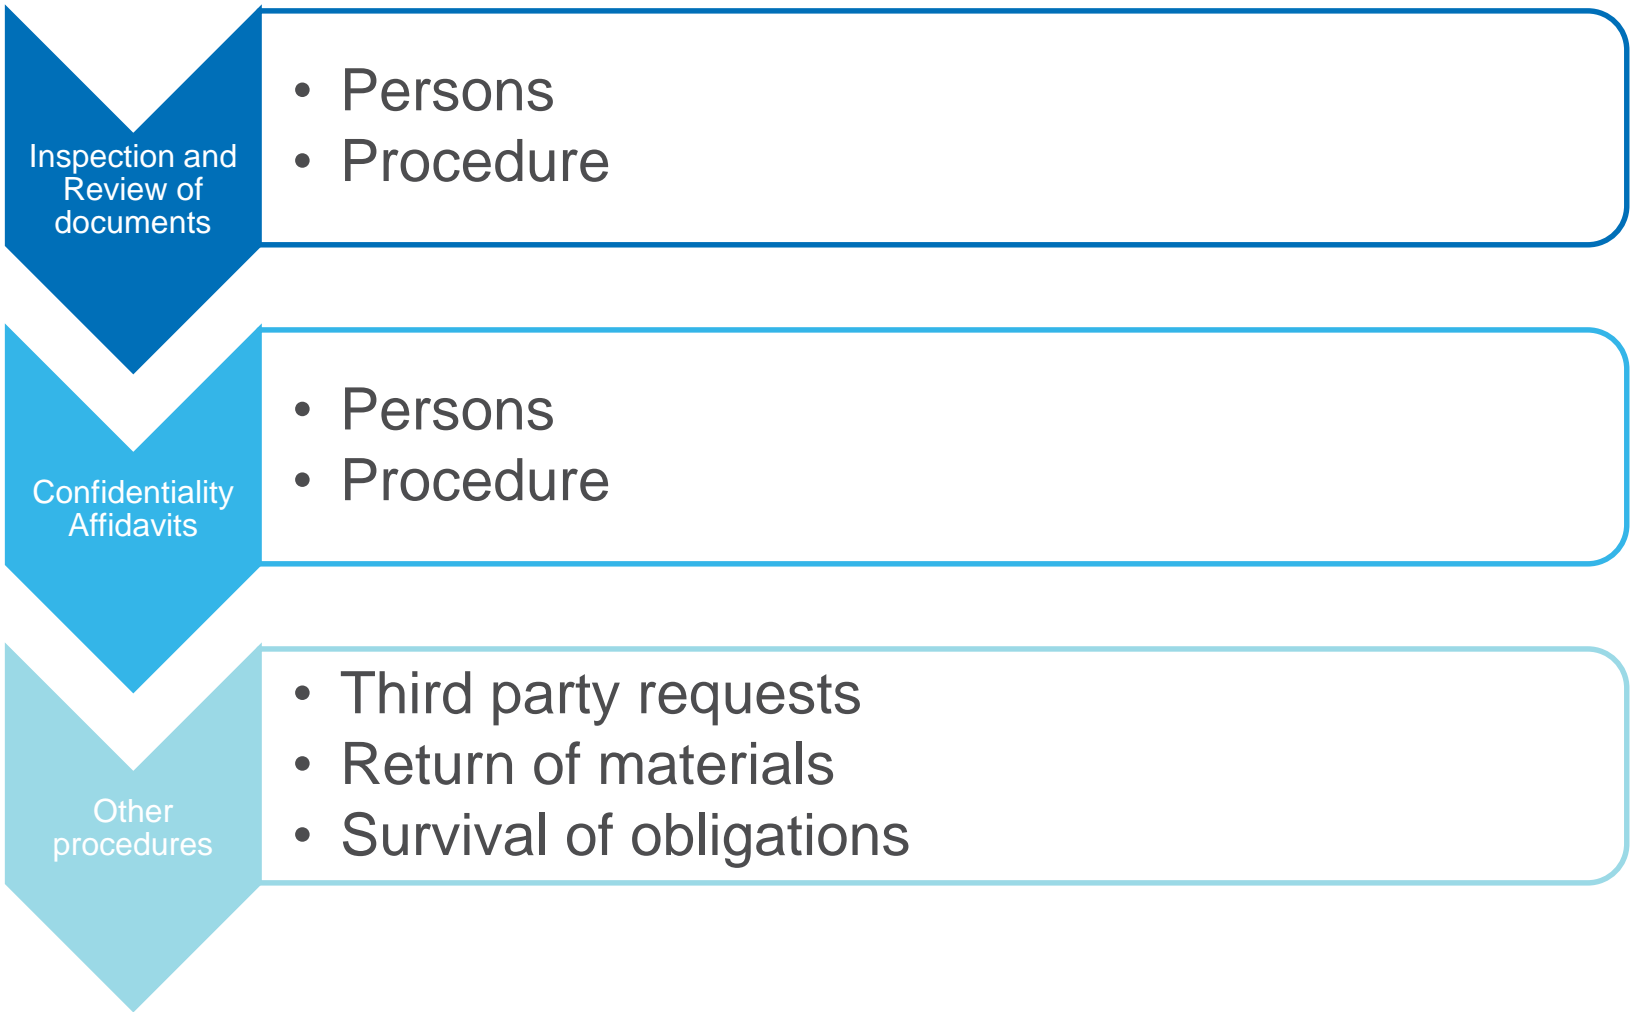 Inspection and
Review of
documents
• Persons
• Procedure
Confidentiality
Affidavits
• Persons
• Procedure
Other
procedures
• Third party requests
• Return of materials
• Survival of obligations